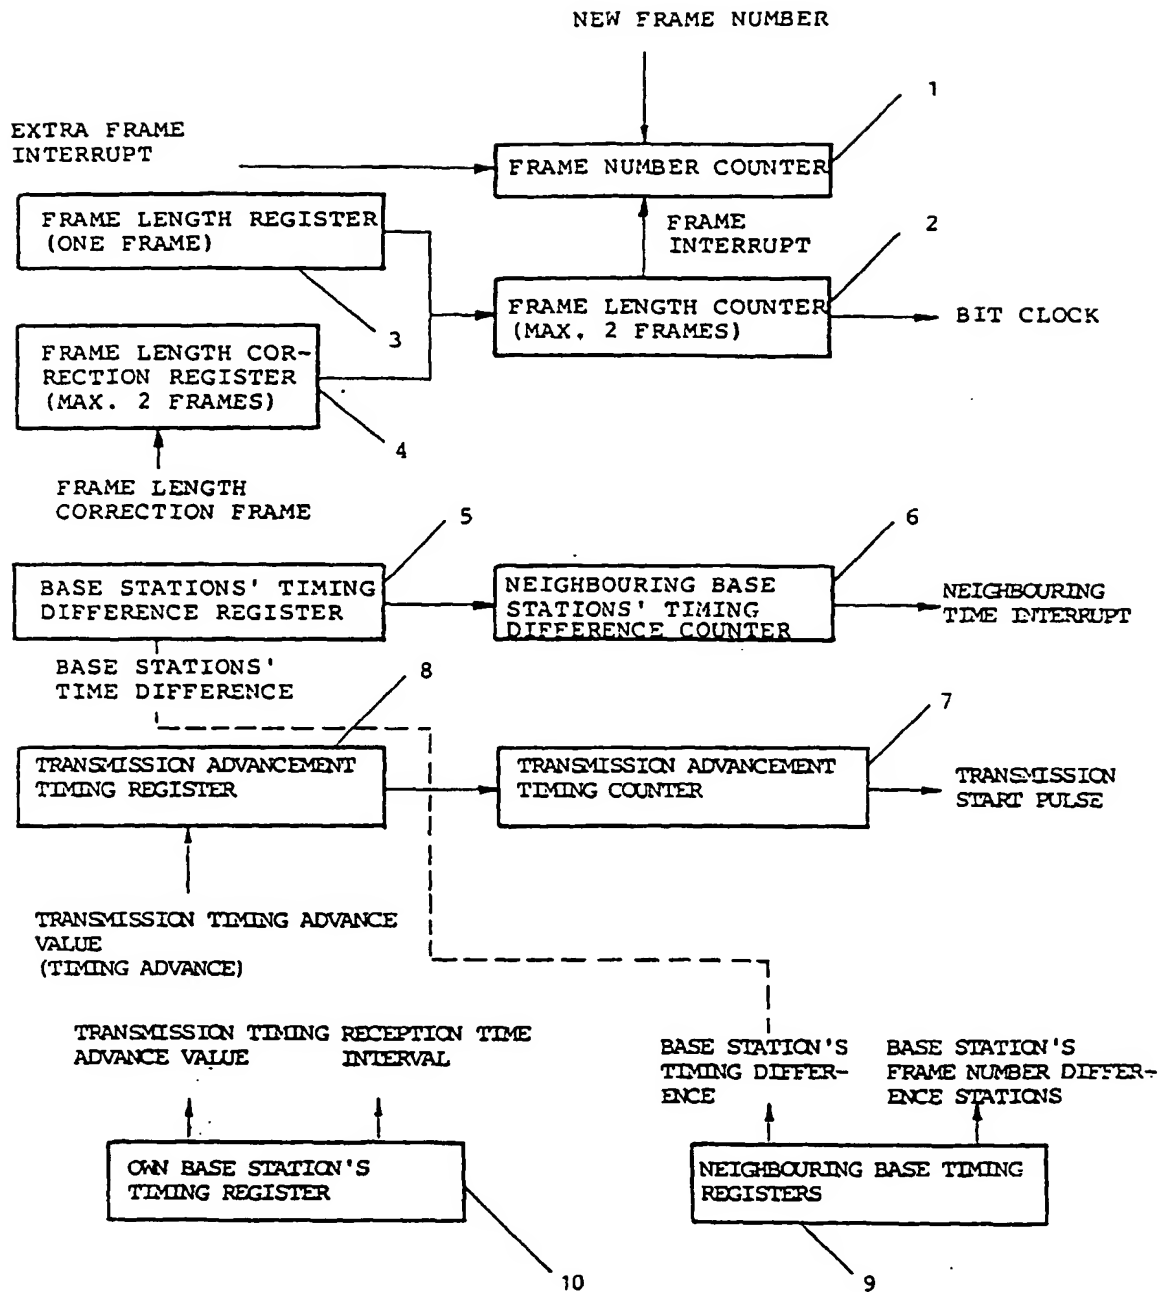 NEW FRAME NUMBER
1
EXTRA FRAME
INTERRUPT
FRAME NUMBER COUNTER
FRAME LENGTH REGISTER
(ONE FRAME)
FRAME
INTERRUPT
2
3
FRAME LENGTH COUNTER
(MAX. 2 FRAMES)
BIT CLOCK
FRAME LENGTH COR-
RECTION REGISTER
(MAX. 2 FRAMES)
4
FRAME LENGTH
CORRECTION FRAME
5
6
BASE STATIONS' TIMING
DIFFERENCE REGISTER
NEIGHBOURING BASE
STATIONS' TIMING
DIFFERENCE COUNTER
NEIGHBOURING
TIME INTERRUPT
BASE STATIONS'
TIME DIFFERENCE
8
7
TRANSMISSION ADVANCEMENT
TIMING REGISTER
TRANSMISSION ADVANCEMENT
TIMING COUNTER
TRANSMISSION
START PULSE
TRANSMISSION TIMING ADVANCE
VALUE
(TIMING ADVANCE)
TRANSMISSION TIMING
ADVANCE VALUE
RECEPTION TIME
INTERVAL
BASE STATION'S
TIMING DIFFER-
ENCE
BASE STATION'S
FRAME NUMBER DIFFER-
ENCE STATIONS
OWN BASE STATION'S
TIMING REGISTER
NEIGHBOURING BASE TIMING
REGISTERS
10
9